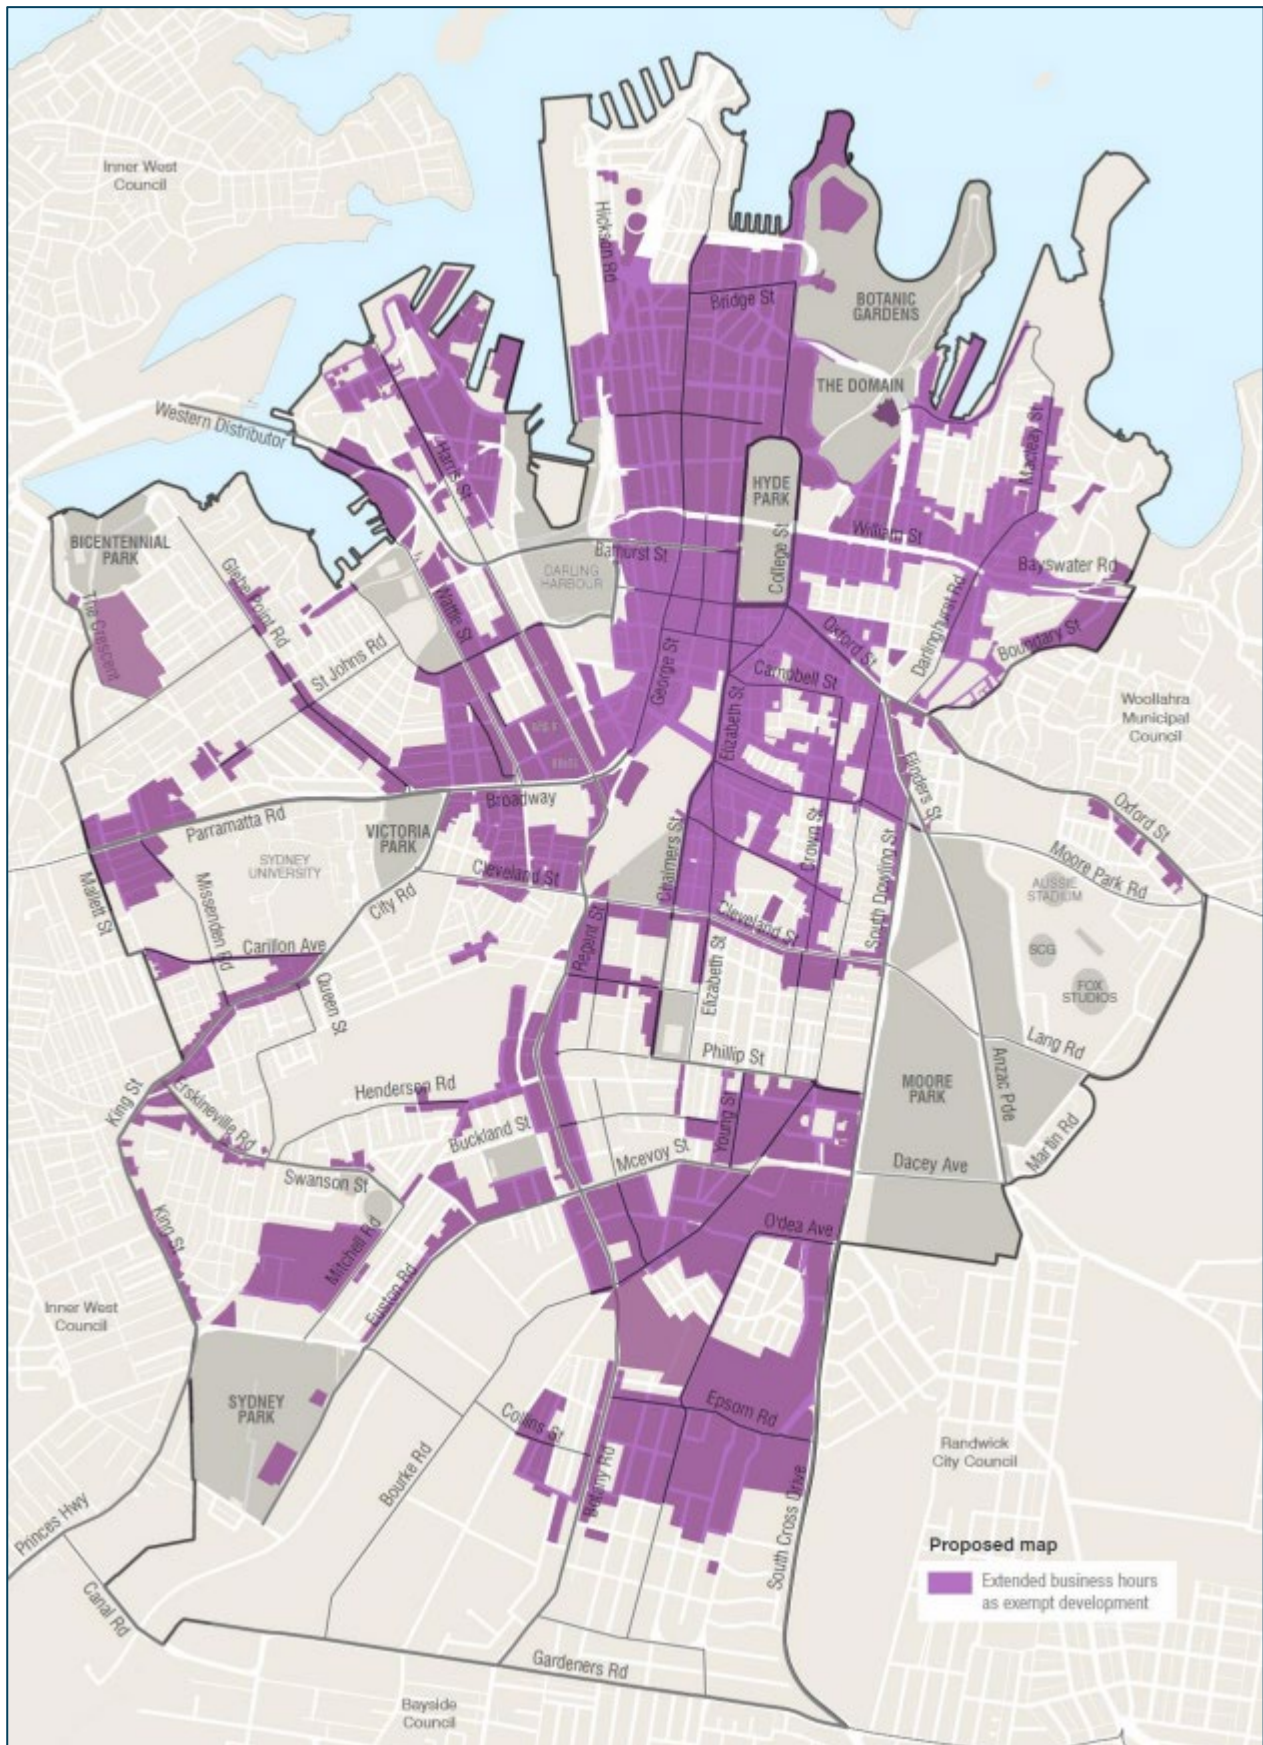 Inner West
Council
Hickson Rd
Bridge St
BOTANIC
GARDENS
THE DOMAIN
Macleay St
Western Distributor
Harris St
HYDE
PARK
William St
College St
Bathurst St
DARLING
HARBOUR
Bayswater Rd
BICENTENNIAL
PARK
The Crescent
Glebe Point Rd
Wattle St
St Johns Rd
Oxford St
Darlinghurst Rd
Boundary St
George St
Campbell St
Elizabeth St
Woollahra
Municipal
Council
Flinders St
Broadway
Parramatta Rd
VICTORIA
PARK
Oxford St
Moore Park Rd
Crown St
Chalmers St
South Dowling St
SYDNEY
UNIVERSITY
Cleveland St
City Rd
AUSSIE
STADIUM
Mallett St
Missenden Rd
Cleveland St
Carillon Ave
Regent St
SCG
Elizabeth St
FOX
STUDIOS
Queen St
Lang Rd
Phillip St
Anzac Pde
MOORE
PARK
King St
Erskineville Rd
Henderson Rd
Buckland St
Young St
Martin Rd
Mcevoy St
Dacey Ave
Swanson St
King St
Mitchell Rd
O'dea Ave
Euston Rd
Inner West
Council
SYDNEY
PARK
Epsom Rd
Collins St
Botany Rd
Bourke Rd
Randwick
City Council
South Cross Drive
Princes Hwy
Proposed map
Extended business hours
as exempt development
Canal Rd
Gardeners Rd
Bayside
Council